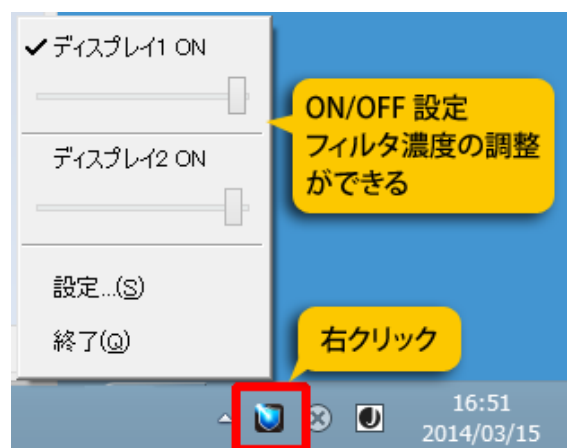 ✓ディスプレイ1 ON
ディスプレイ2 ON
設定...(S)
終了(Q)
ON/OFF 設定
フィルタ濃度の調整
ができる
右クリック
16:51
2014/03/15